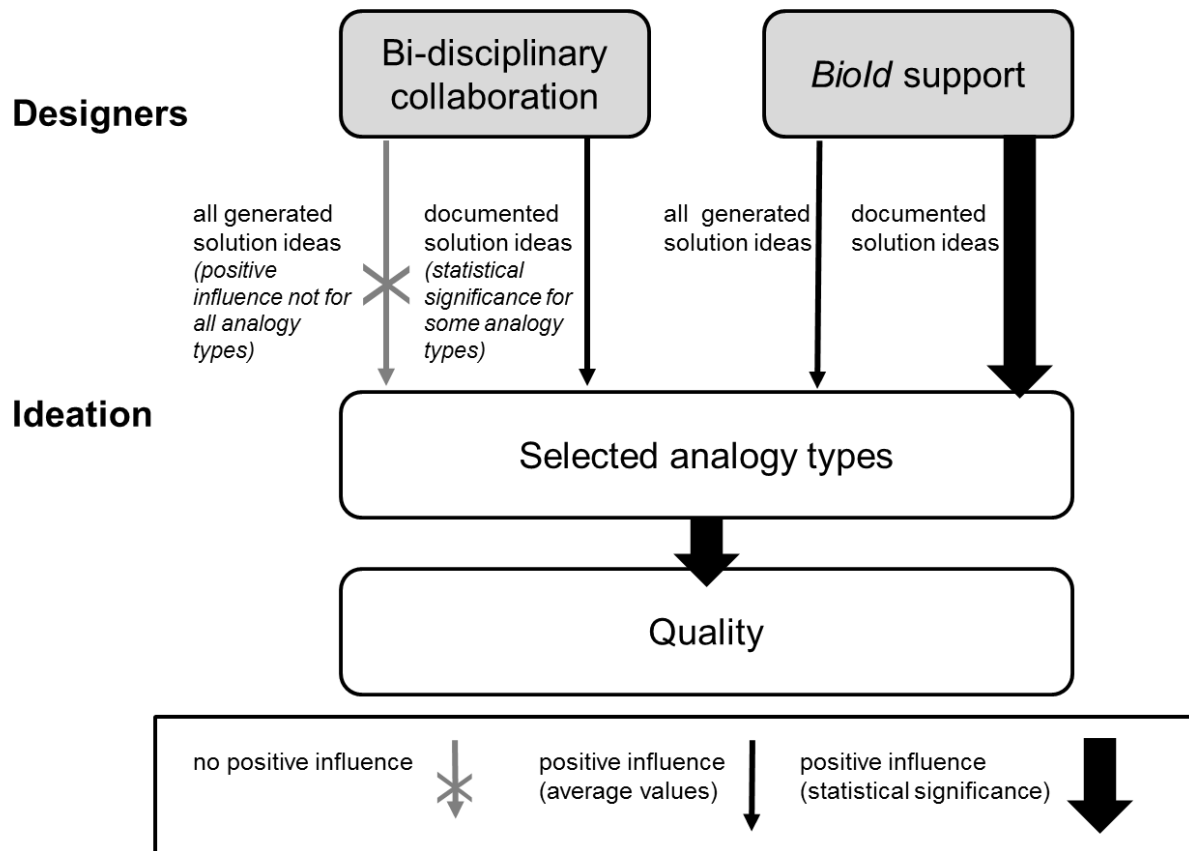 Bi-disciplinary
collaboration
BioId support
Designers
all generated
solution ideas
(positive
influence not for
all analogy
types)
documented
solution ideas
(statistical
significance for
some analogy
types)
all generated
solution ideas
documented
solution ideas
Ideation
Selected analogy types
Quality
no positive influence
positive influence
(average values)
positive influence
(statistical significance)